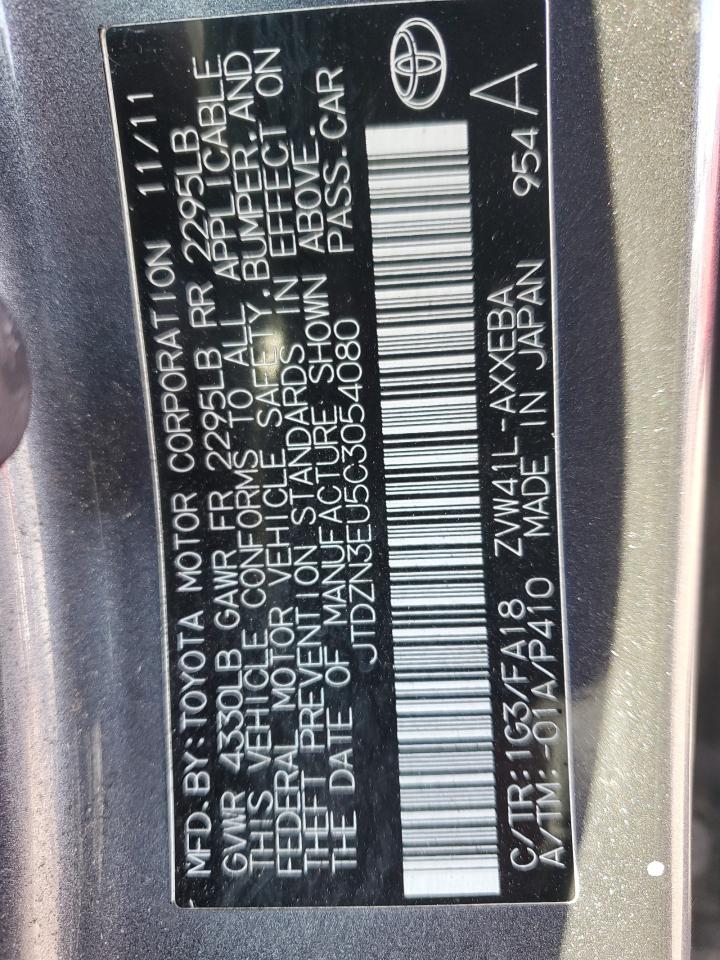 MFD. BY: TOYOTA MOTOR CORPORATION 11/11
GVWR 4330LB GAWR FR 2295LB RR 2295LB
THIS VEHICLE CONFORMS TO ALL APPLICABLE
FEDERAL MOTOR VEHICLE SAFETY, BUMPER, AND
THEFT PREVENTION STANDARDS IN EFFECT ON
THE DATE OF MANUFACTURE SHOWN ABOVE.
JTDZN3EU5C3054080 PASS. CAR
C/TR: 1G3/FA18 ZVW41L-AXXEBA 954 A
A/TM: -01A/P410 MADE IN JAPAN